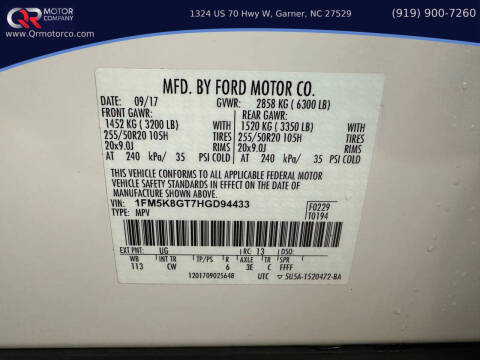 QR MOTOR COMPANY
www.Qrmotorco.com
1324 US 70 Hwy W, Garner, NC 27529
(919) 900-7260
MFD. BY FORD MOTOR CO.
DATE: 09/17 GVWR: 2858 KG ( 6300 LB)
FRONT GAWR: REAR GAWR:
1452 KG ( 3200 LB) WITH 1520 KG ( 3350 LB) WITH
255/50R20 105H TIRES 255/50R20 105H TIRES
20x9.0J RIMS 20x9.0J RIMS
AT 240 kPa/ 35 PSI COLD AT 240 kPa/ 35 PSI COLD
THIS VEHICLE CONFORMS TO ALL APPLICABLE FEDERAL MOTOR
VEHICLE SAFETY AND THEFT PREVENTION STANDARDS IN EFFECT ON THE DATE OF
MANUFACTURE SHOWN ABOVE.
VIN: 1FM5K8GT7HGD94433 F0229
TYPE: MPV T0194
EXT PNT: UG RC: 13 DSO:
WB INT TR TP/PS R AXLE TR SPR
113 CW 6 3E C FFFF
1201709025648 UTC 5U5A-1520472-BA